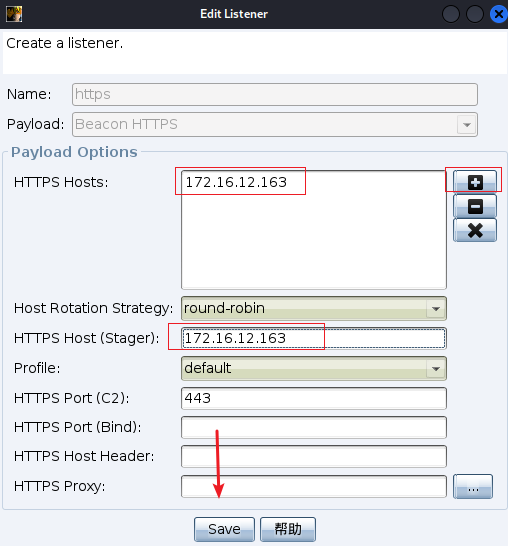 Edit Listener
Create a listener.
Name: https
Payload: Beacon HTTPS
Payload Options
HTTPS Hosts: 172.16.12.163
Host Rotation Strategy: round-robin
HTTPS Host (Stager): 172.16.12.163
Profile: default
HTTPS Port (C2): 443
HTTPS Port (Bind):
HTTPS Host Header:
HTTPS Proxy: ...
Save 帮助